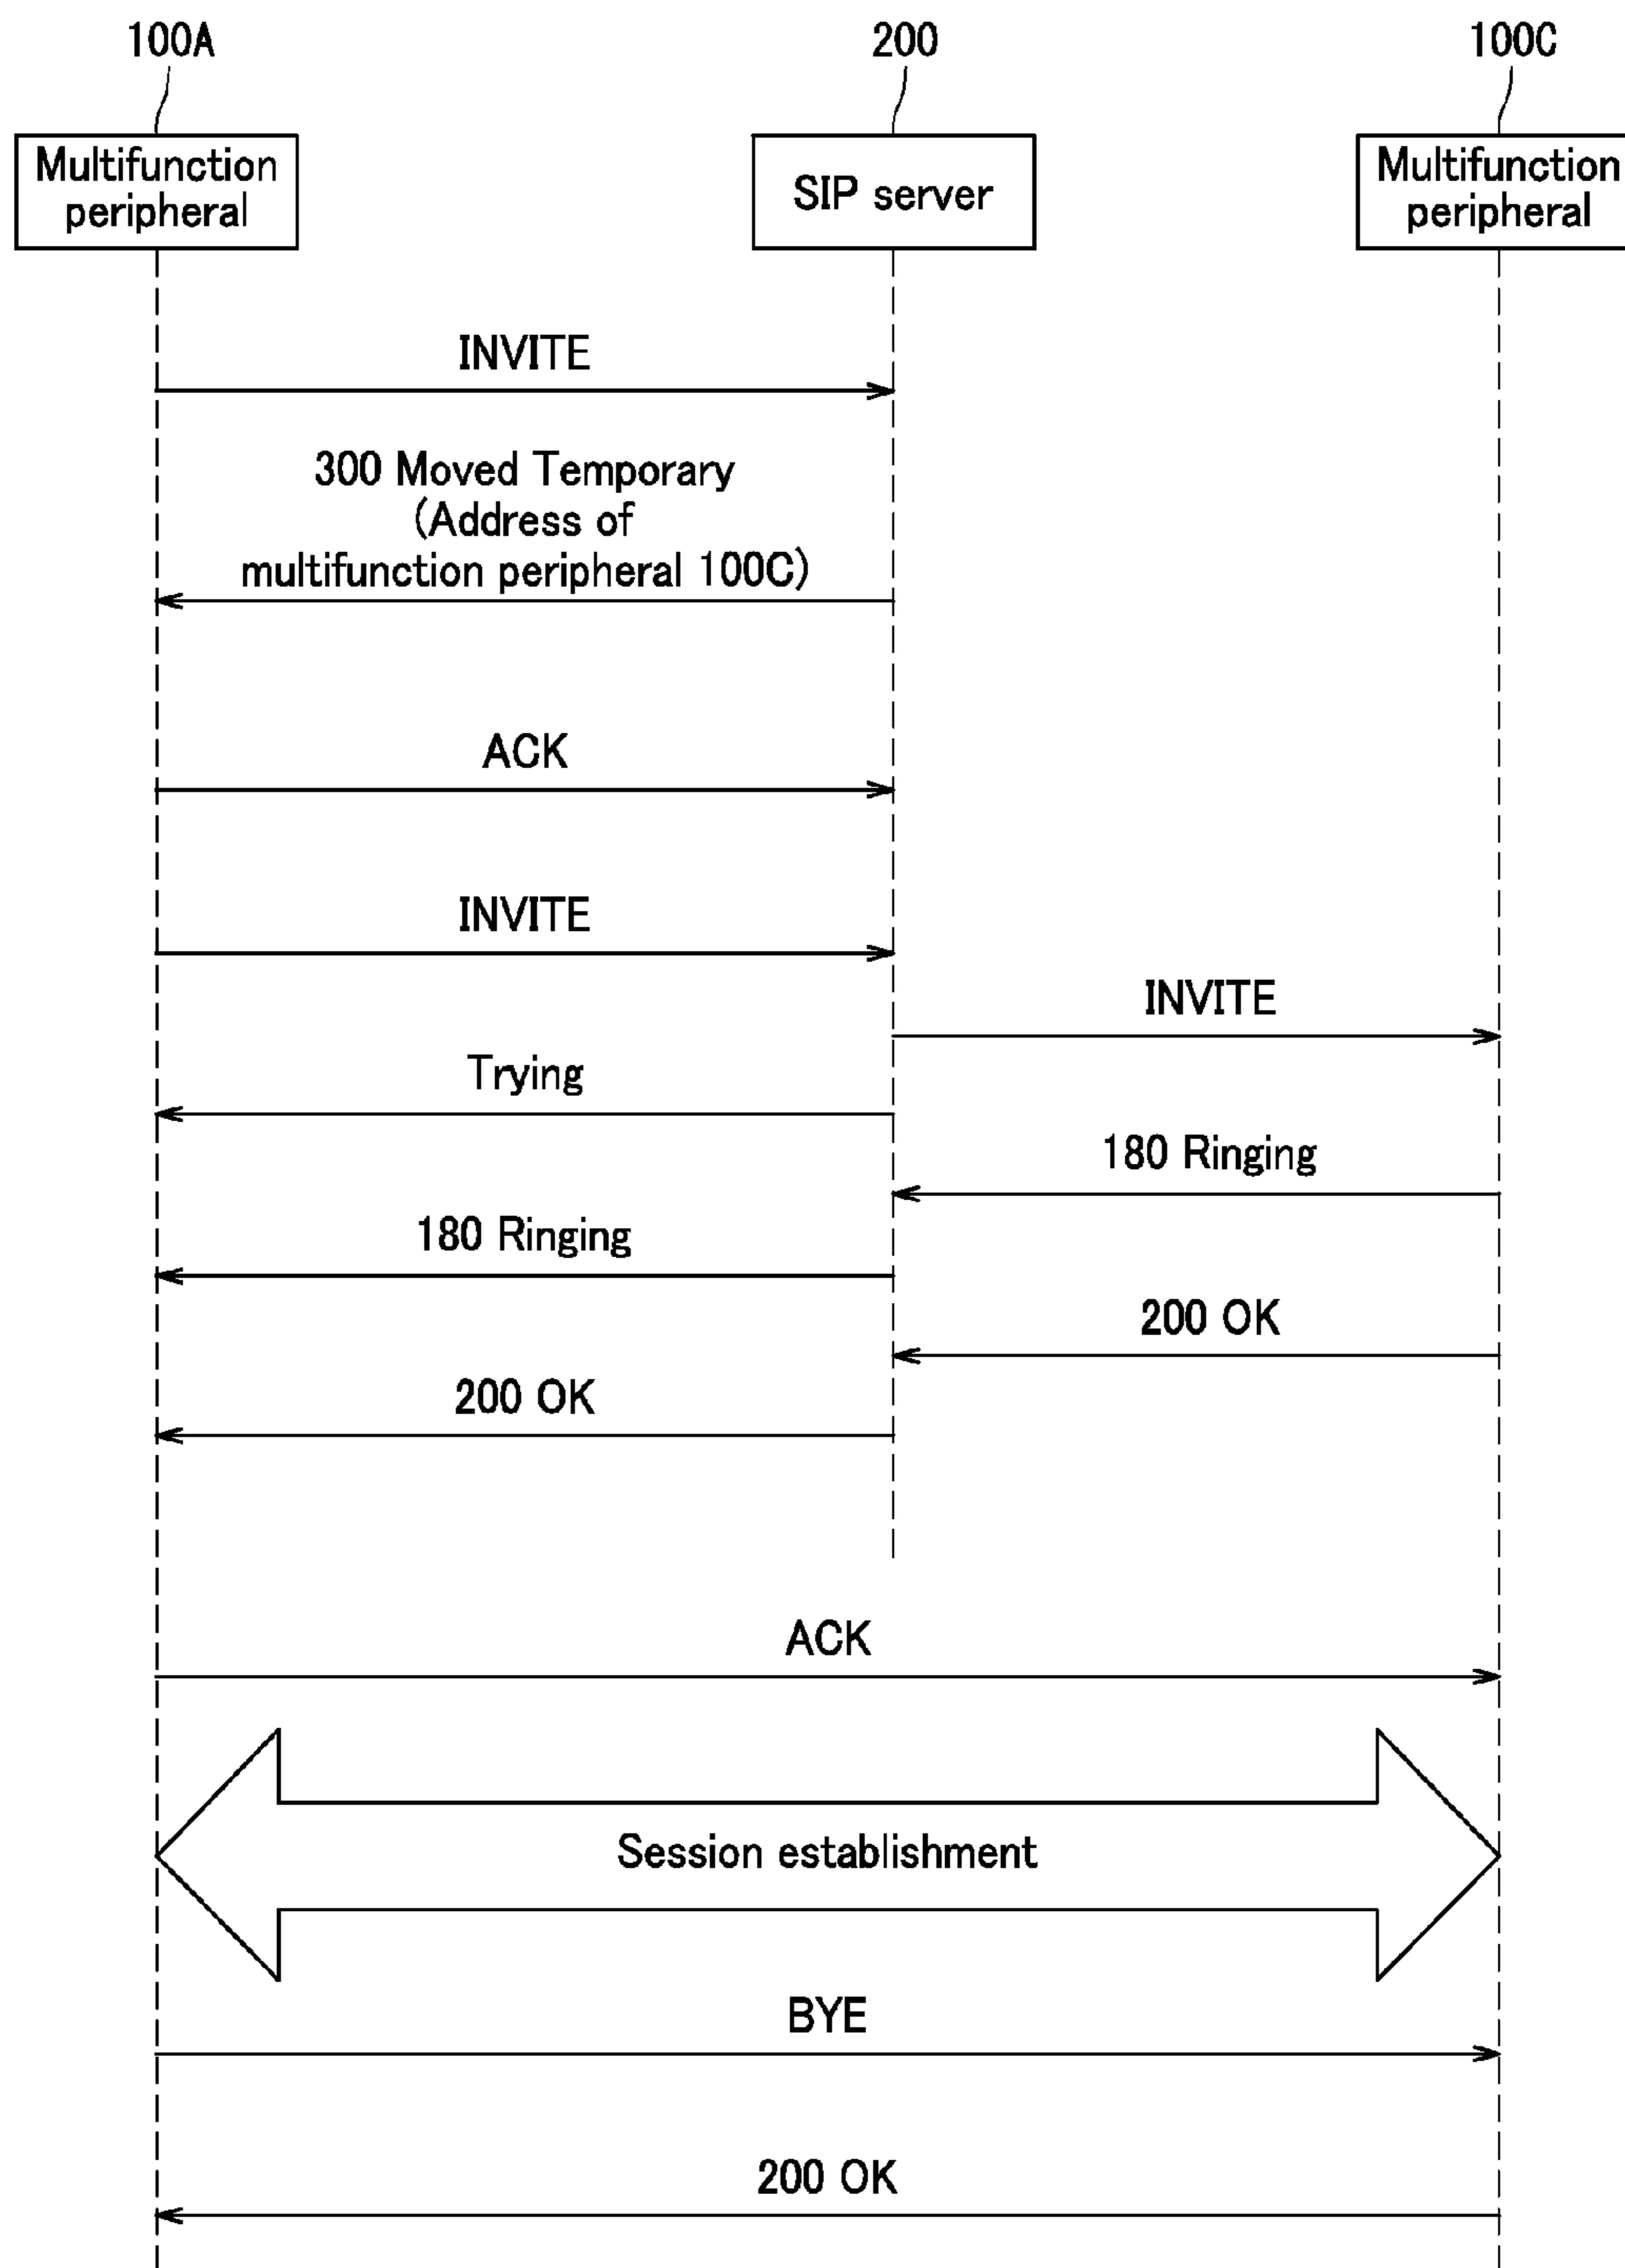 100A
200
100C
Multifunction
peripheral
SIP server
Multifunction
peripheral
INVITE
300 Moved Temporary
(Address of
multifunction peripheral 100C)
ACK
INVITE
INVITE
Trying
180 Ringing
180 Ringing
200 OK
200 OK
ACK
Session establishment
BYE
200 OK